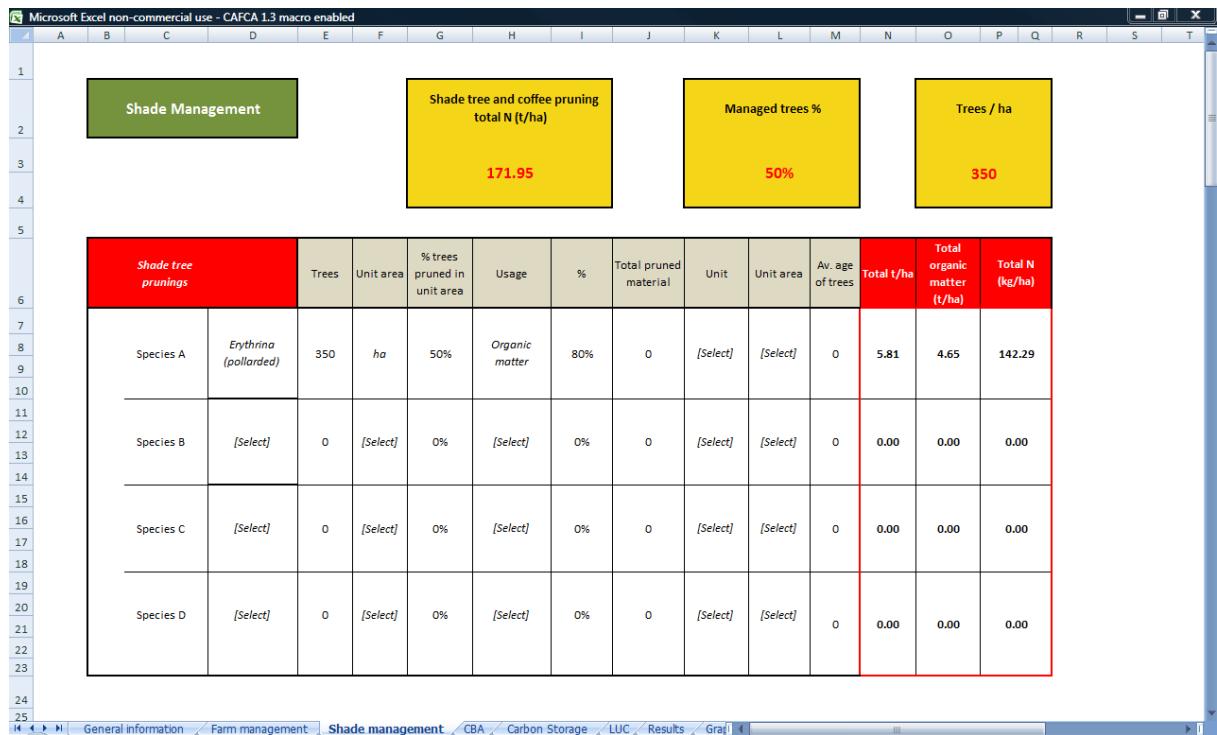 Microsoft Excel non-commercial use - CAFCA 1.3 macro enabled
A B C D E F G H I J K L M N O P Q R S T
1
2
3
4
5
6
7
8
9
10
11
12
13
14
15
16
17
18
19
20
21
22
23
24
25
Shade Management
Shade tree and coffee pruning
total N (t/ha)
171.95
Managed trees %
50%
Trees / ha
350
Shade tree
prunings
Trees
Unit area
% trees
pruned in
unit area
Usage
%
Total pruned
material
Unit
Unit area
Av. age
of trees
Total t/ha
Total
organic
matter
(t/ha)
Total N
(kg/ha)
Species A
Erythrina
(pollarded)
350
ha
50%
Organic
matter
80%
0
[Select]
[Select]
0
5.81
4.65
142.29
Species B
[Select]
0
[Select]
0%
[Select]
0%
0
[Select]
[Select]
0
0.00
0.00
0.00
Species C
[Select]
0
[Select]
0%
[Select]
0%
0
[Select]
[Select]
0
0.00
0.00
0.00
Species D
[Select]
0
[Select]
0%
[Select]
0%
0
[Select]
[Select]
0
0.00
0.00
0.00
General information Farm management Shade management CBA Carbon Storage LUC Results Gra